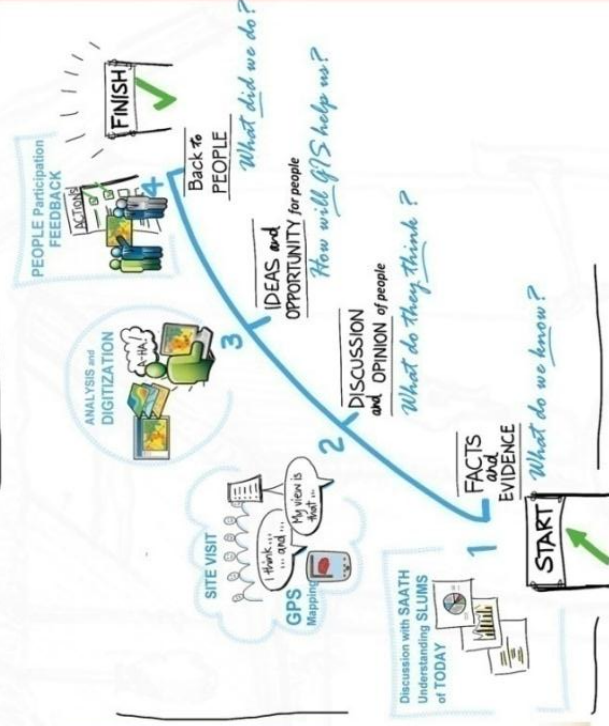 START
1
FACTS
and
EVIDENCE
What do we know?
Discussion with SAATH
Understanding SLUMS
of TODAY
2
DISCUSSION
and OPINION of people
What do they think?
SITE VISIT
I think....
... and ...
My view is
that ...
GPS
Mapping
3
IDEAS and
OPPORTUNITY for people
How will GIS help us?
ANALYSIS and
DIGITIZATION
A-HA!
4
Back to
PEOPLE
What did we do?
PEOPLE Participation
FEEDBACK
ACTIONS
FINISH